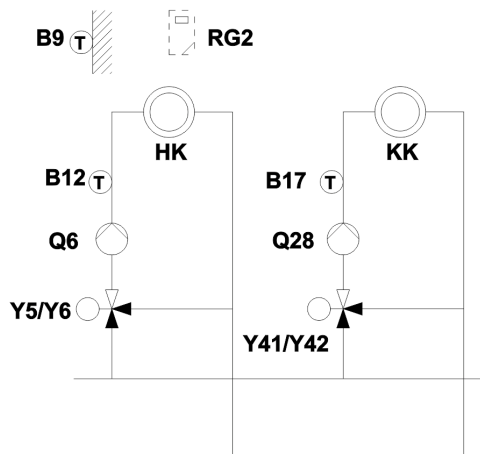 B9 T RG2
HK KK
B12 T B17 T
Q6 Q28
Y5/Y6
Y41/Y42